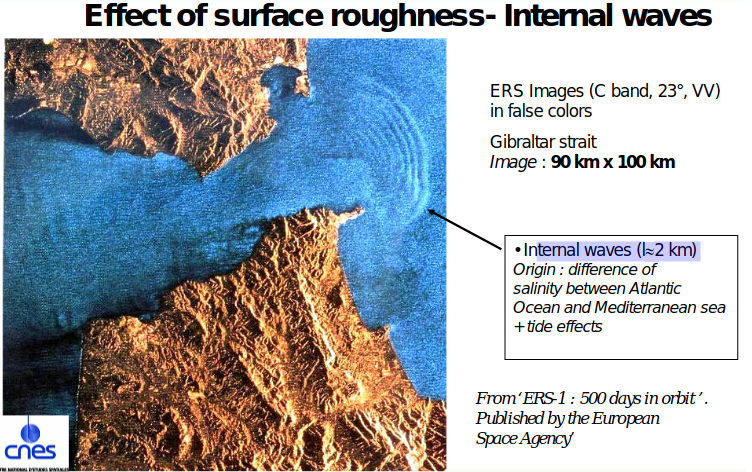 Effect of surface roughness- Internal waves
ERS Images (C band, 23°, VV)
in false colors
Gibraltar strait
Image : 90 km x 100 km
•Internal waves (l≈2 km)
Origin : difference of
salinity between Atlantic
Ocean and Mediterranean sea
+tide effects
From ‘ ERS-1 : 500 days in orbit ’ .
Published by the European
Space Agency’
cnes